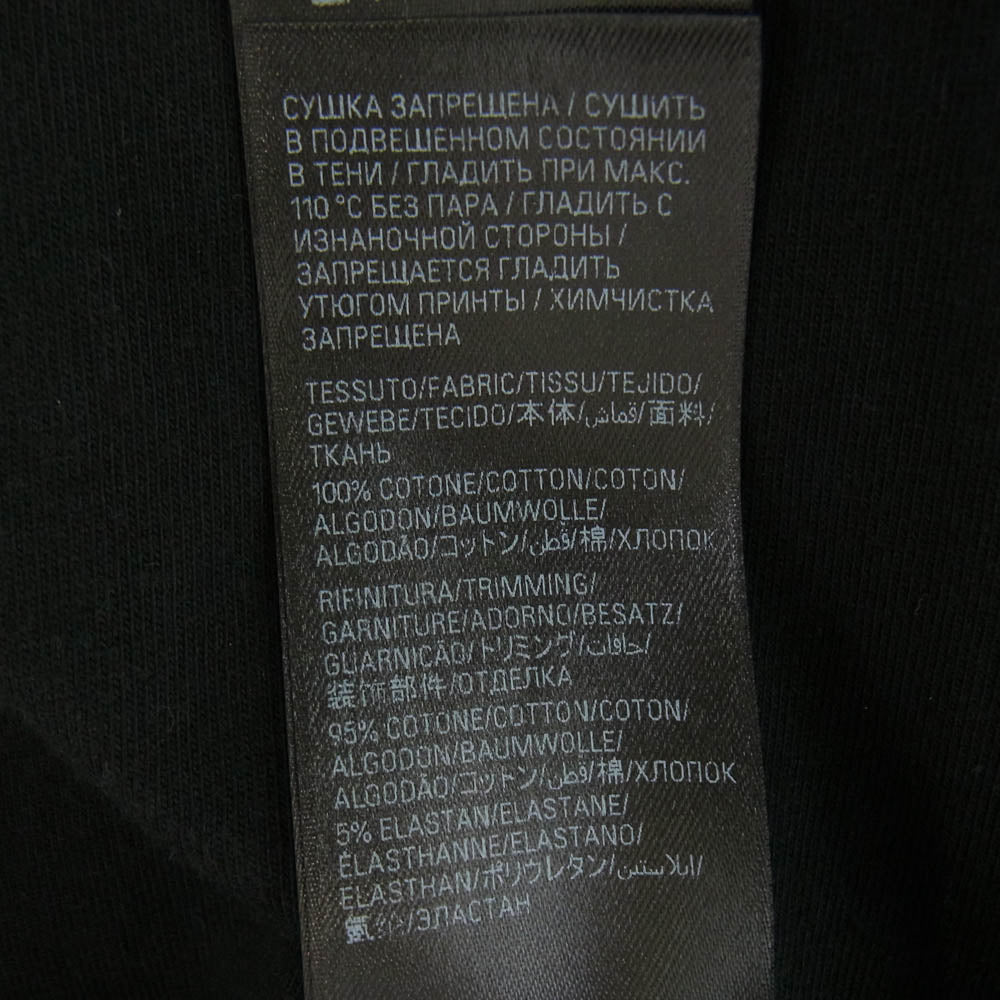 СУШКА ЗАПРЕЩЕНА / СУШИТЬ
В ПОДВЕШЕННОМ СОСТОЯНИИ
В ТЕНИ / ГЛАДИТЬ ПРИ МАКС.
110 °C БЕЗ ПАРА / ГЛАДИТЬ С
ИЗНАНОЧНОЙ СТОРОНЫ /
ЗАПРЕЩАЕТСЯ ГЛАДИТЬ
УТЮГОМ ПРИНТЫ / ХИМЧИСТКА
ЗАПРЕЩЕНА
TESSUTO/FABRIC/TISSU/TEJIDO/
GEWEBE/TECIDO/本体/قماش/面料/
ТКАНЬ
100% COTONE/COTTON/COTON/
ALGODON/BAUMWOLLE/
ALGODÃO/コットン/قطن/棉/ХЛОПОК
RIFINITURA/TRIMMING/
GARNITURE/ADORNO/BESATZ/
GUARNIÇÃO/トリミング/حافات/
装饰部件/ОТДЕЛКА
95% COTONE/COTTON/COTON/
ALGODON/BAUMWOLLE/
ALGODÃO/コットン/قطن/棉/ХЛОПОК
5% ELASTAN/ELASTANE/
ÉLASTHANNE/ELASTANO/
ELASTHAN/ポリウレタン/ايلاستين/
氨纶/ЭЛАСТАН